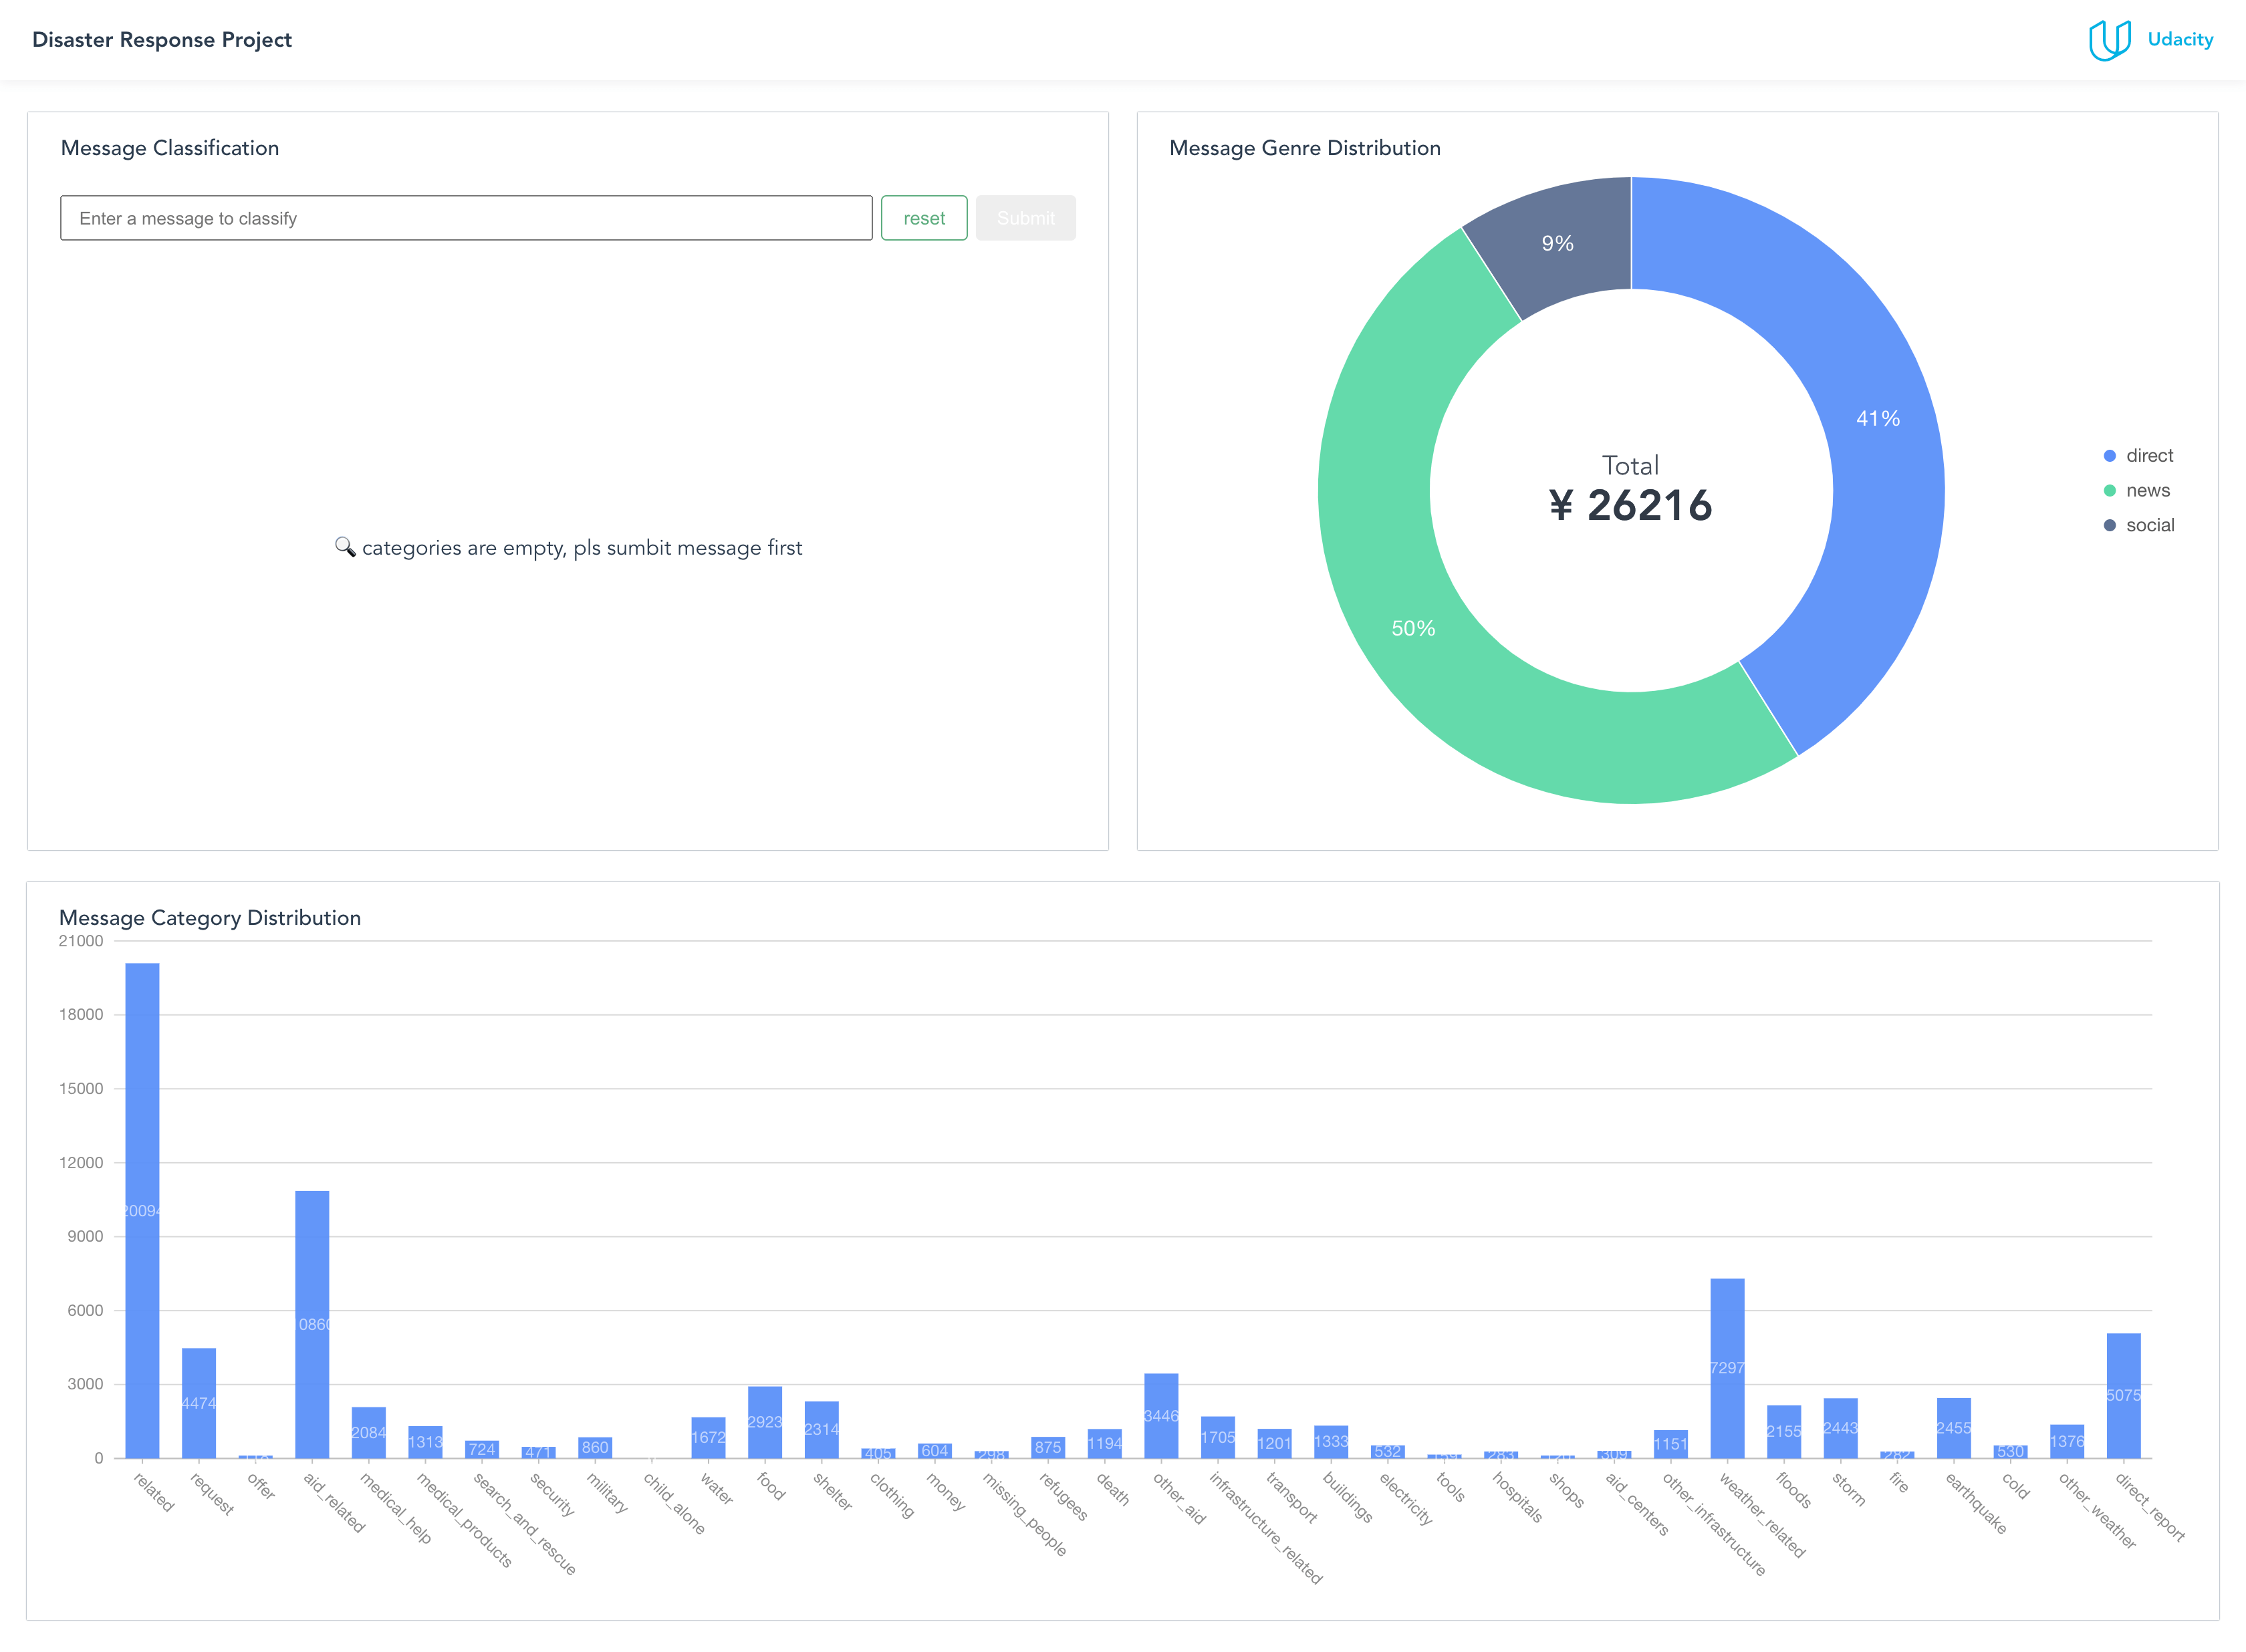 Disaster Response Project
Udacity
Message Classification
Enter a message to classify
reset
Submit
🔍 categories are empty, pls sumbit message first
Message Genre Distribution
9%
41%
50%
Total
¥ 26216
direct
news
social
Message Category Distribution
21000
18000
15000
12000
9000
6000
3000
0
20094
4474
2084
1313
724
471
860
1672
2923
2314
405
604
298
875
1194
3446
1705
1201
1333
532
283
309
1151
7297
2155
2443
282
2455
530
1376
5075
related
request
offer
aid_related
medical_help
medical_products
search_and_rescue
security
military
child_alone
water
food
shelter
clothing
money
missing_people
refugees
death
other_aid
infrastructure_related
transport
buildings
electricity
tools
hospitals
shops
aid_centers
other_infrastructure
weather_related
floods
storm
fire
earthquake
cold
other_weather
direct_report